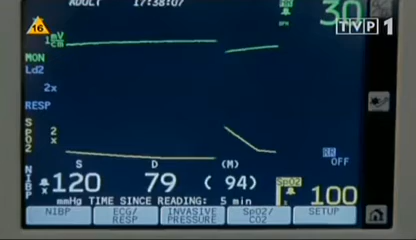 ADULT 17:38:07
16
TVP 1
30
1 mV
cm
MON
Ld2
2x
RESP
SPO2 2x
RR
OFF
S D (M)
NIBP 120 79 ( 94)
SpO2
x
100
mmHg TIME SINCE READING: 5 min
NIBP ECG/RESP INVASIVE PRESSURE SpO2/CO2 SETUP